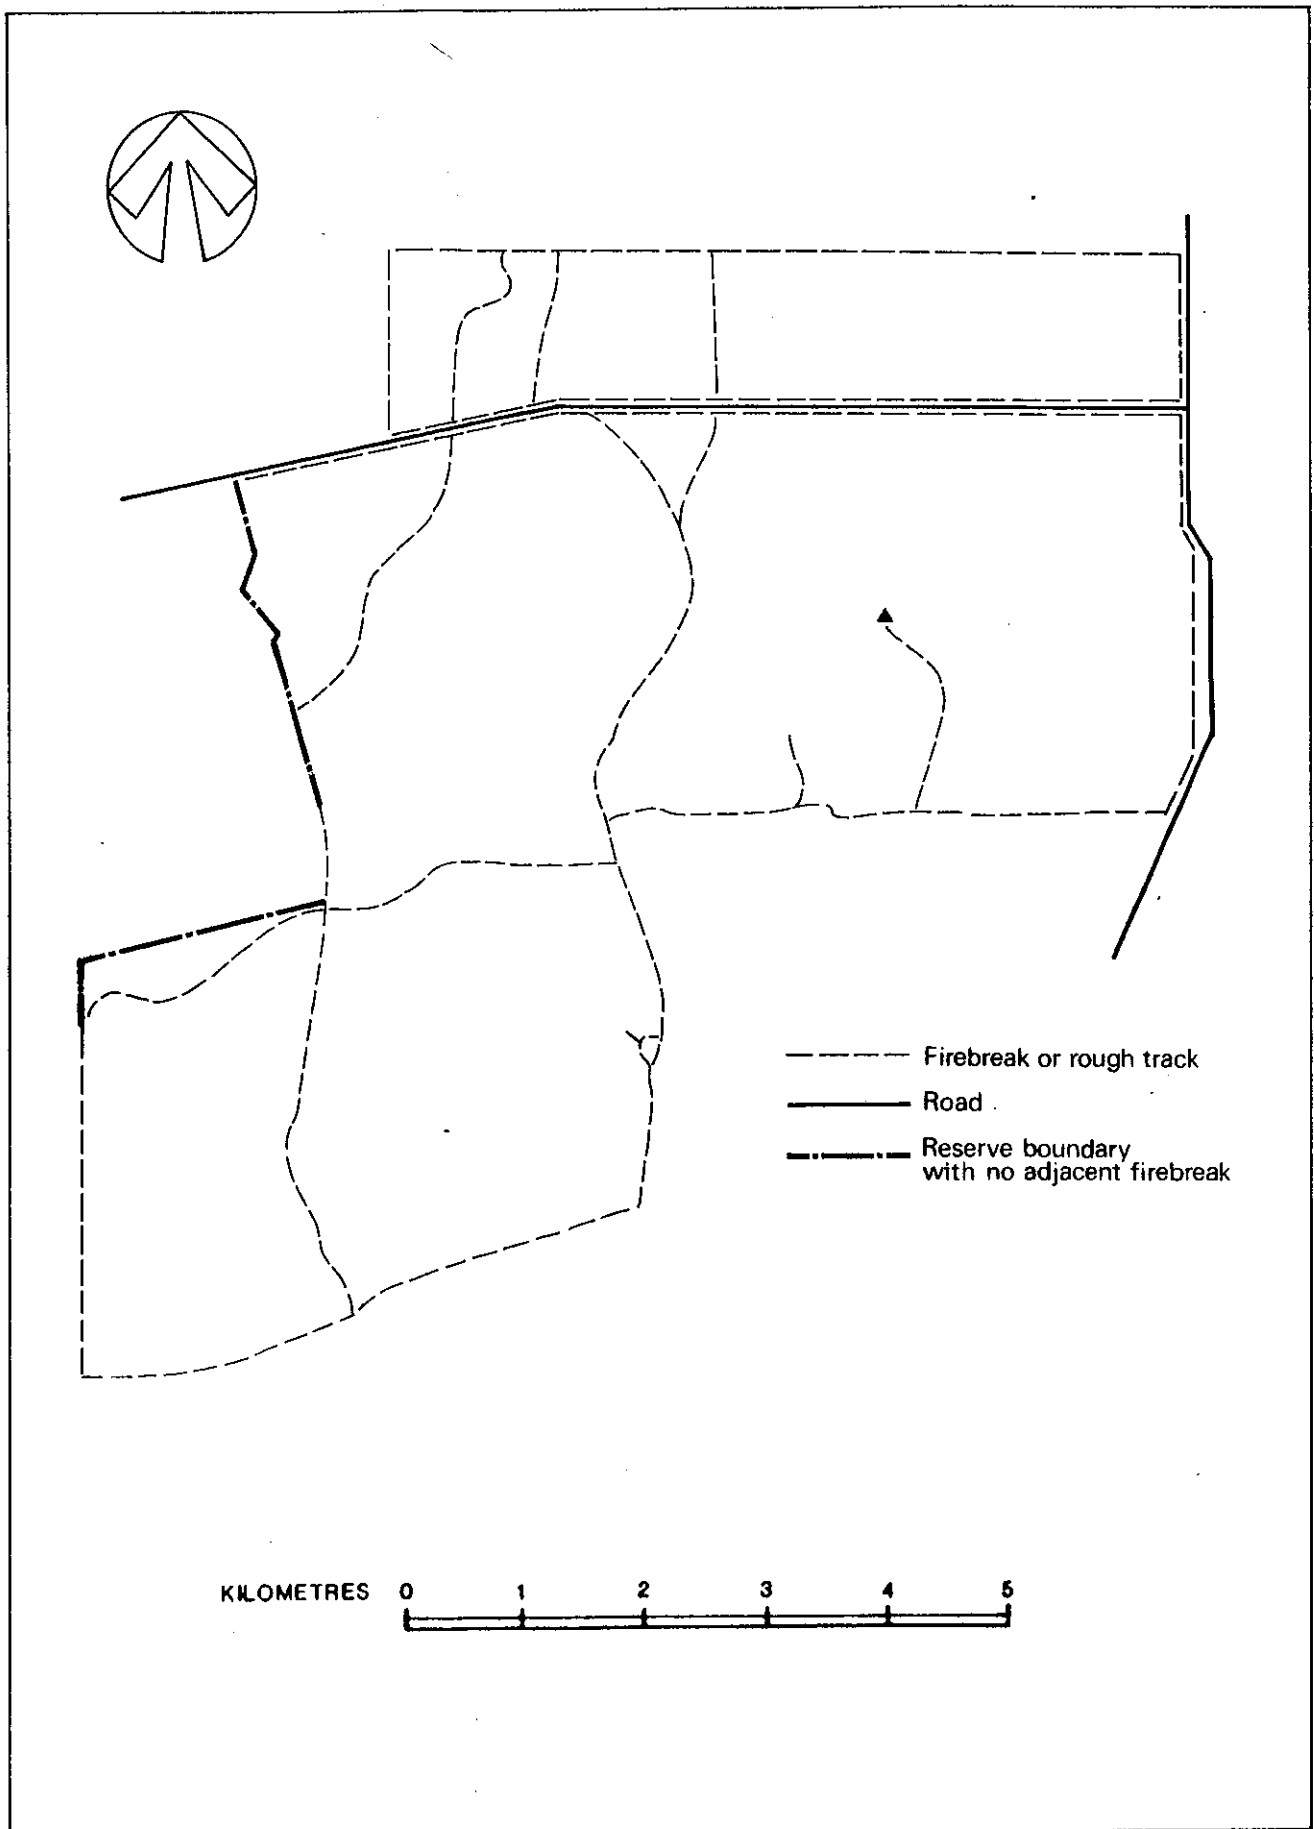 Firebreak or rough track
Road
Reserve boundary
with no adjacent firebreak
KILOMETRES 0 1 2 3 4 5